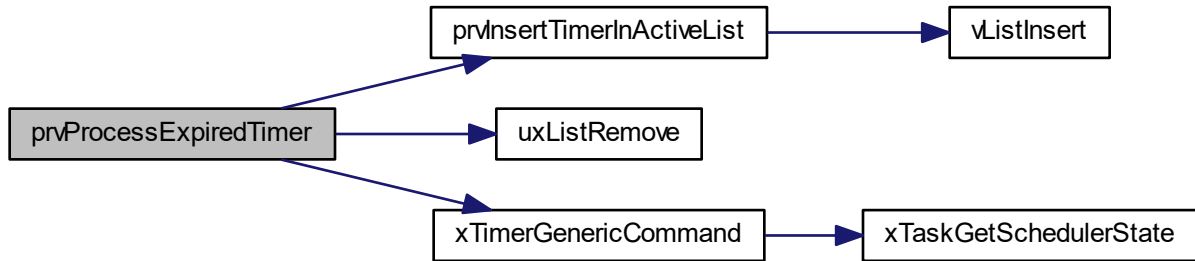 prvInsertTimerInActiveList
vListInsert
prvProcessExpiredTimer
uxListRemove
xTimerGenericCommand
xTaskGetSchedulerState